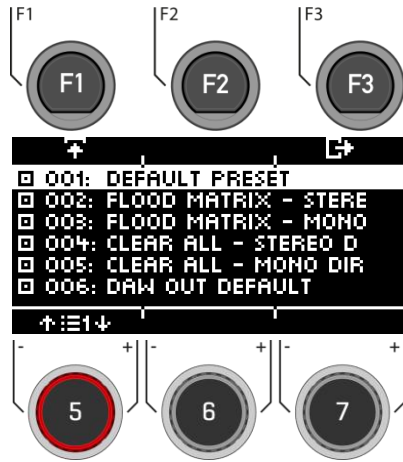 F1 F2 F3
F1 F2 F3
001: DEFAULT PRESET
002: FLOOD MATRIX - STERE
003: FLOOD MATRIX - MONO
004: CLEAR ALL - STEREO D
005: CLEAR ALL - MONO DIR
006: DAW OUT DEFAULT
1
- + - + - +
5 6 7